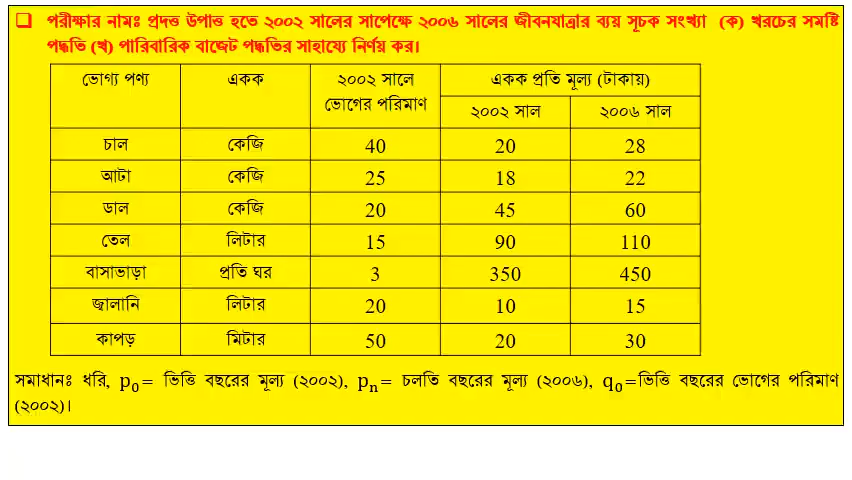 ❑ পরীক্ষার নামঃ প্রদত্ত উপাত্ত হতে ২০০২ সালের সাপেক্ষে ২০০৬ সালের জীবনযাত্রার ব্যয় সূচক সংখ্যা (ক) খরচের সমষ্টি
পদ্ধতি (খ) পারিবারিক বাজেট পদ্ধতির সাহায্যে নির্ণয় কর।
ভোগ্য পণ্য একক ২০০২ সালে একক প্রতি মূল্য (টাকায়)
ভোগের পরিমাণ ২০০২ সাল ২০০৬ সাল
চাল কেজি 40 20 28
আটা কেজি 25 18 22
ডাল কেজি 20 45 60
তেল লিটার 15 90 110
বাসাভাড়া প্রতি ঘর 3 350 450
জ্বালানি লিটার 20 10 15
কাপড় মিটার 50 20 30
সমাধানঃ ধরি, p₀= ভিত্তি বছরের মূল্য (২০০২), pₙ= চলতি বছরের মূল্য (২০০৬), q₀=ভিত্তি বছরের ভোগের পরিমাণ
(২০০২)।